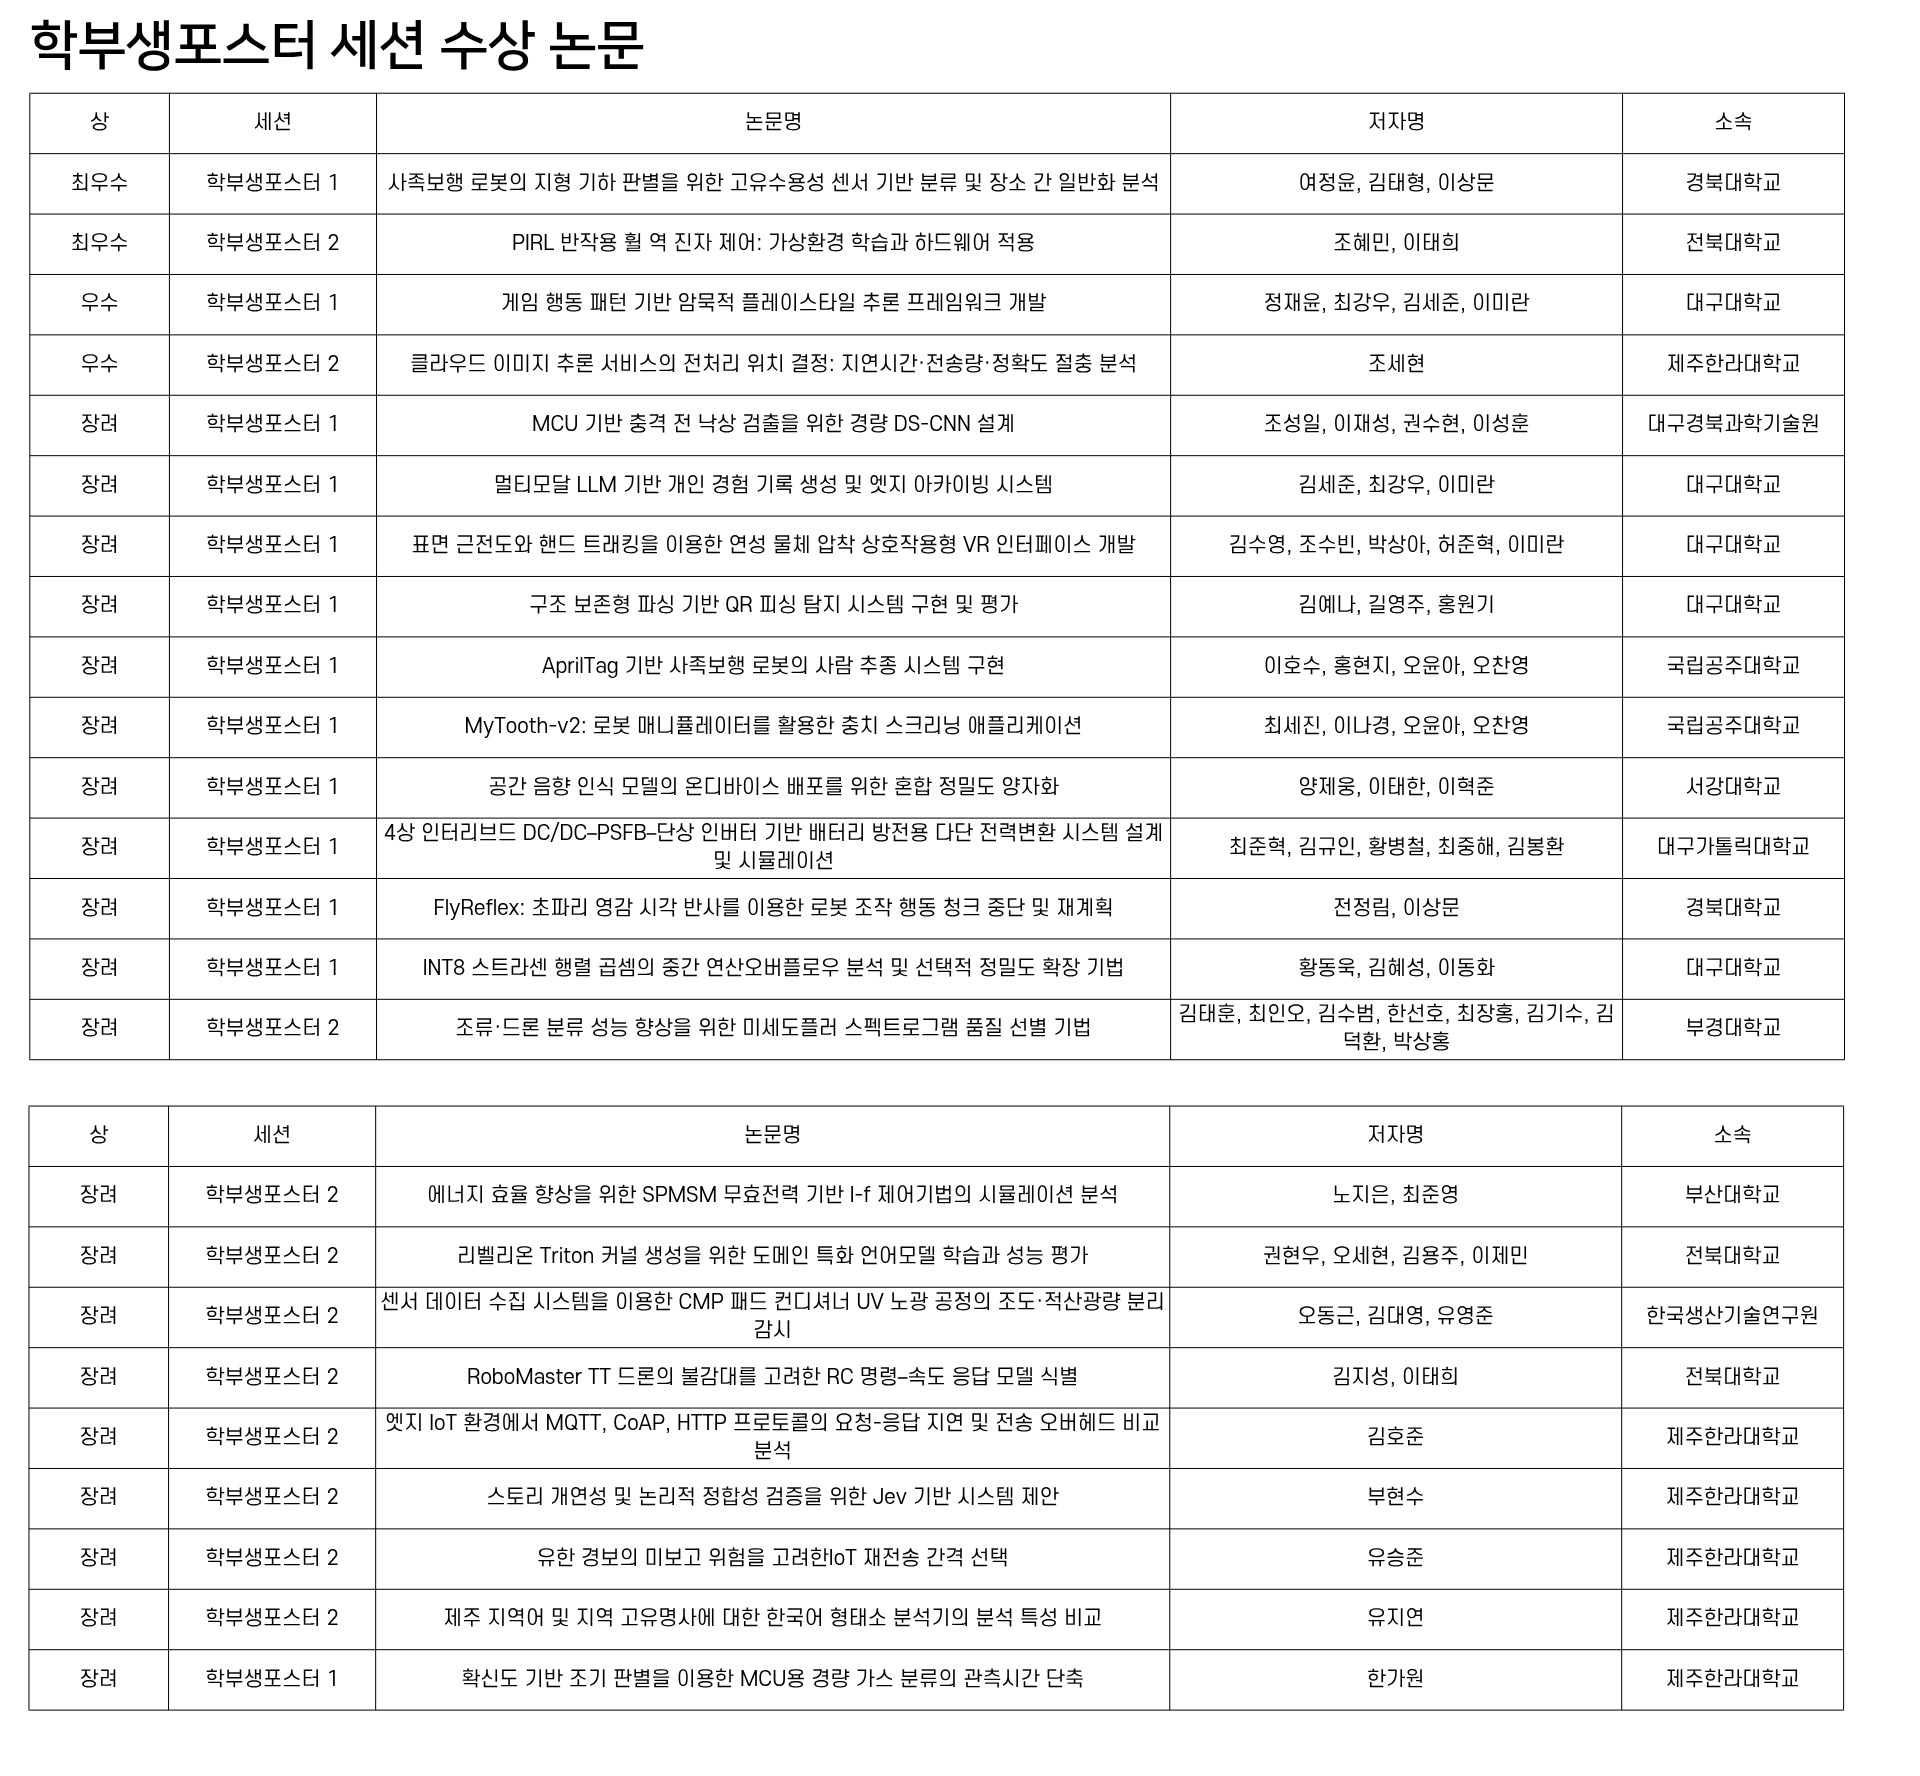 학부생포스터 세션 수상 논문
상 세션 논문명 저자명 소속
최우수 학부생포스터 1 사족보행 로봇의 지형 기하 판별을 위한 고유수용성 센서 기반 분류 및 장소 간 일반화 분석 여정윤, 김태형, 이상문 경북대학교
최우수 학부생포스터 2 PIRL 반작용 휠 역 진자 제어: 가상환경 학습과 하드웨어 적용 조혜민, 이태희 전북대학교
우수 학부생포스터 1 게임 행동 패턴 기반 암묵적 플레이스타일 추론 프레임워크 개발 정재윤, 최강우, 김세준, 이미란 대구대학교
우수 학부생포스터 2 클라우드 이미지 추론 서비스의 전처리 위치 결정: 지연시간·전송량·정확도 절충 분석 조세현 제주한라대학교
장려 학부생포스터 1 MCU 기반 충격 전 낙상 검출을 위한 경량 DS-CNN 설계 조성일, 이재성, 권수현, 이성훈 대구경북과학기술원
장려 학부생포스터 1 멀티모달 LLM 기반 개인 경험 기록 생성 및 엣지 아카이빙 시스템 김세준, 최강우, 이미란 대구대학교
장려 학부생포스터 1 표면 근전도와 핸드 트래킹을 이용한 연성 물체 압착 상호작용형 VR 인터페이스 개발 김수영, 조수빈, 박상아, 허준혁, 이미란 대구대학교
장려 학부생포스터 1 구조 보존형 파싱 기반 QR 피싱 탐지 시스템 구현 및 평가 김예나, 길영주, 홍원기 대구대학교
장려 학부생포스터 1 AprilTag 기반 사족보행 로봇의 사람 추종 시스템 구현 이호수, 홍현지, 오윤아, 오찬영 국립공주대학교
장려 학부생포스터 1 MyTooth-v2: 로봇 매니퓰레이터를 활용한 충치 스크리닝 애플리케이션 최세진, 이나경, 오윤아, 오찬영 국립공주대학교
장려 학부생포스터 1 공간 음향 인식 모델의 온디바이스 배포를 위한 혼합 정밀도 양자화 양제웅, 이태한, 이혁준 서강대학교
장려 학부생포스터 1 4상 인터리브드 DC/DC–PSFB–단상 인버터 기반 배터리 방전용 다단 전력변환 시스템 설계
및 시뮬레이션 최준혁, 김규인, 황병철, 최중해, 김봉환 대구가톨릭대학교
장려 학부생포스터 1 FlyReflex: 초파리 영감 시각 반사를 이용한 로봇 조작 행동 청크 중단 및 재계획 전정림, 이상문 경북대학교
장려 학부생포스터 1 INT8 스트라센 행렬 곱셈의 중간 연산오버플로우 분석 및 선택적 정밀도 확장 기법 황동욱, 김혜성, 이동화 대구대학교
장려 학부생포스터 2 조류·드론 분류 성능 향상을 위한 미세도플러 스펙트로그램 품질 선별 기법 김태훈, 최인오, 김수범, 한선호, 최장홍, 김기수, 김
덕환, 박상홍 부경대학교
상 세션 논문명 저자명 소속
장려 학부생포스터 2 에너지 효율 향상을 위한 SPMSM 무효전력 기반 I-f 제어기법의 시뮬레이션 분석 노지은, 최준영 부산대학교
장려 학부생포스터 2 리벨리온 Triton 커널 생성을 위한 도메인 특화 언어모델 학습과 성능 평가 권현우, 오세현, 김용주, 이제민 전북대학교
장려 학부생포스터 2 센서 데이터 수집 시스템을 이용한 CMP 패드 컨디셔너 UV 노광 공정의 조도·적산광량 분리
감시 오동근, 김대영, 유영준 한국생산기술연구원
장려 학부생포스터 2 RoboMaster TT 드론의 불감대를 고려한 RC 명령–속도 응답 모델 식별 김지성, 이태희 전북대학교
장려 학부생포스터 2 엣지 IoT 환경에서 MQTT, CoAP, HTTP 프로토콜의 요청-응답 지연 및 전송 오버헤드 비교
분석 김호준 제주한라대학교
장려 학부생포스터 2 스토리 개연성 및 논리적 정합성 검증을 위한 Jev 기반 시스템 제안 부현수 제주한라대학교
장려 학부생포스터 2 유한 경보의 미보고 위험을 고려한IoT 재전송 간격 선택 유승준 제주한라대학교
장려 학부생포스터 2 제주 지역어 및 지역 고유명사에 대한 한국어 형태소 분석기의 분석 특성 비교 유지연 제주한라대학교
장려 학부생포스터 1 확신도 기반 조기 판별을 이용한 MCU용 경량 가스 분류의 관측시간 단축 한가원 제주한라대학교